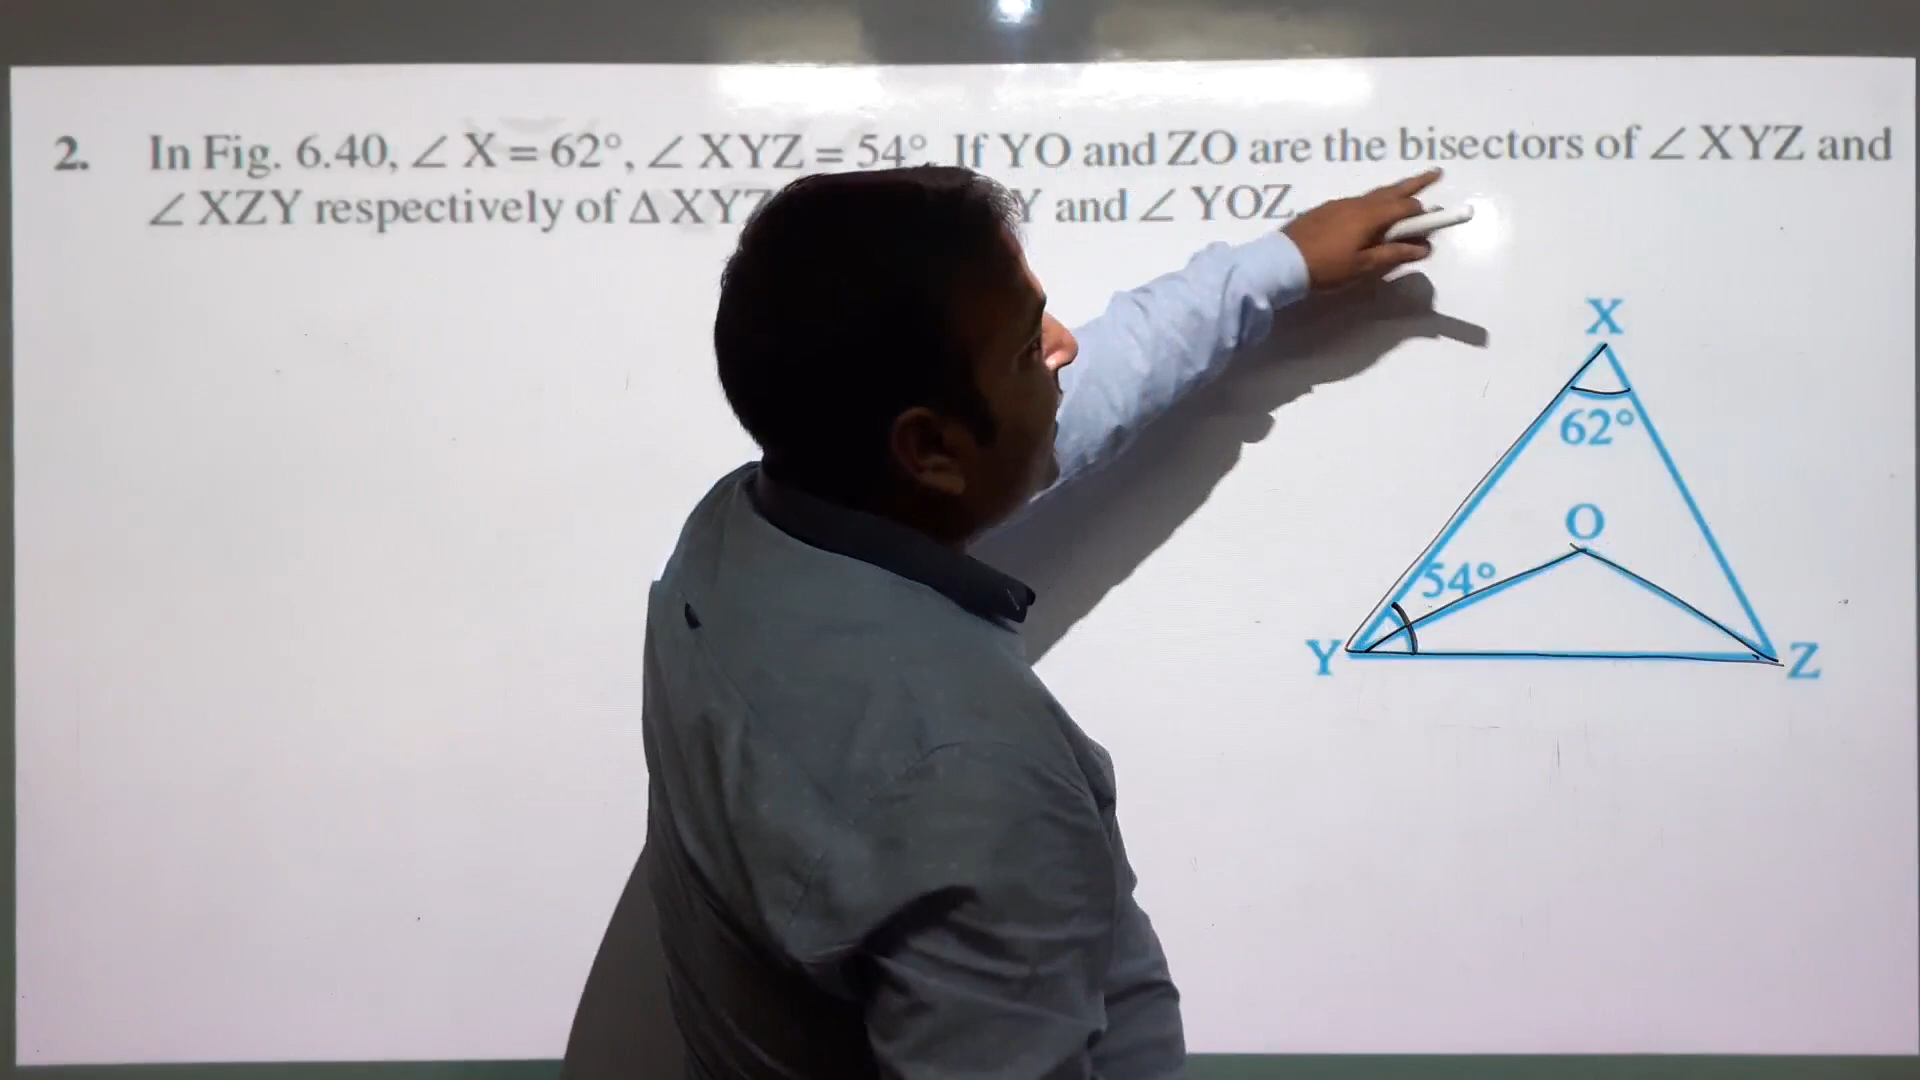 2. In Fig. 6.40, ∠ X = 62°, ∠ XYZ = 54°. If YO and ZO are the bisectors of ∠ XYZ and
∠ XZY respectively of Δ XYZ and ∠ YOZ.
X
62°
O
54°
Y
Z